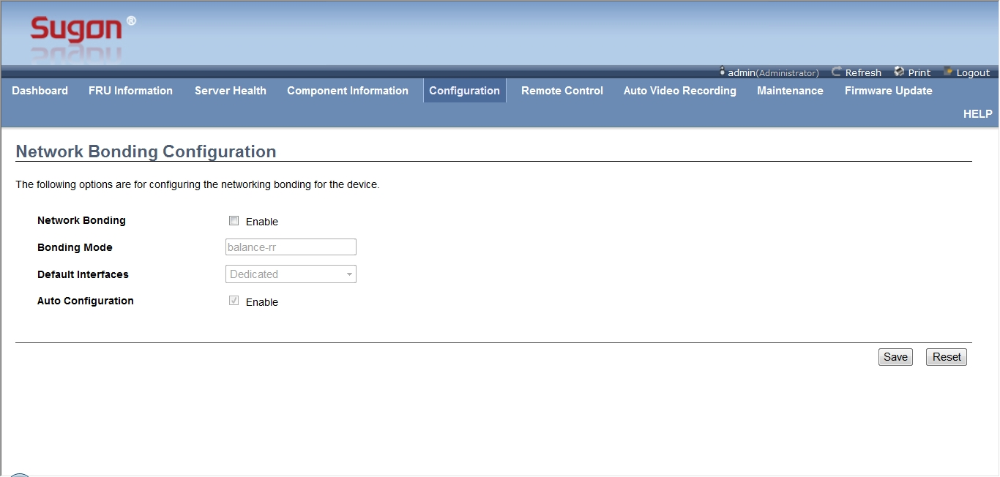 Sugon®
admin(Administrator) Refresh Print Logout
Dashboard FRU Information Server Health Component Information Configuration Remote Control Auto Video Recording Maintenance Firmware Update
HELP
Network Bonding Configuration
The following options are for configuring the networking bonding for the device.
Network Bonding Enable
Bonding Mode balance-rr
Default Interfaces Dedicated
Auto Configuration Enable
Save Reset